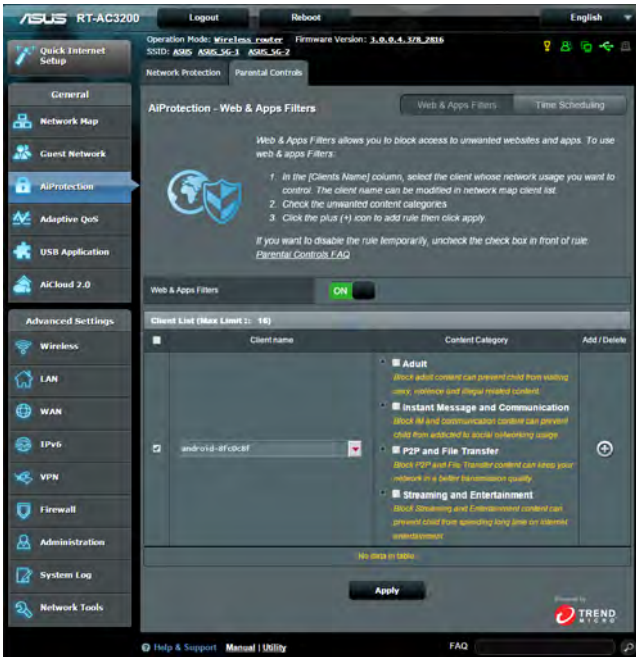 ASUS RT-AC3200
Logout
Reboot
English
Operation Mode: Wireless router Firmware Version: 3.0.0.4.378_2816
SSID: ASUS ASUS_5G-1 ASUS_5G-2
Quick Internet Setup
Network Protection
Parental Controls
General
Network Map
Guest Network
AiProtection
Adaptive QoS
USB Application
AiCloud 2.0
Advanced Settings
Wireless
LAN
WAN
IPv6
VPN
Firewall
Administration
System Log
Network Tools
AiProtection - Web & Apps Filters
Web & Apps Filters
Time Scheduling
Web & Apps Filters allows you to block access to unwanted websites and apps. To use
web & apps Filters:
1. In the [Clients Name] column, select the client whose network usage you want to
control. The client name can be modified in network map client list.
2. Check the unwanted content categories
3. Click the plus (+) icon to add rule then click apply.
If you want to disable the rule temporarily, uncheck the check box in front of rule.
Parental Controls FAQ
Web & Apps Filters
ON
Client List (Max Limit : 16)
Client name
Content Category
Add / Delete
android-8fc0c8f
Adult
Block adult content can prevent child from visiting
sexy, violence and illegal related content.
Instant Message and Communication
Block IM and communication content can prevent
child from addicted to social networking usage.
P2P and File Transfer
Block P2P and File Transfer content can keep your
network in a better transmission quality.
Streaming and Entertainment
Block Streaming and Entertainment content can
prevent child from spending long time on internet
entertainment.
No data in table.
Apply
Powered by
TREND
MICRO
Help & Support Manual | Utility
FAQ